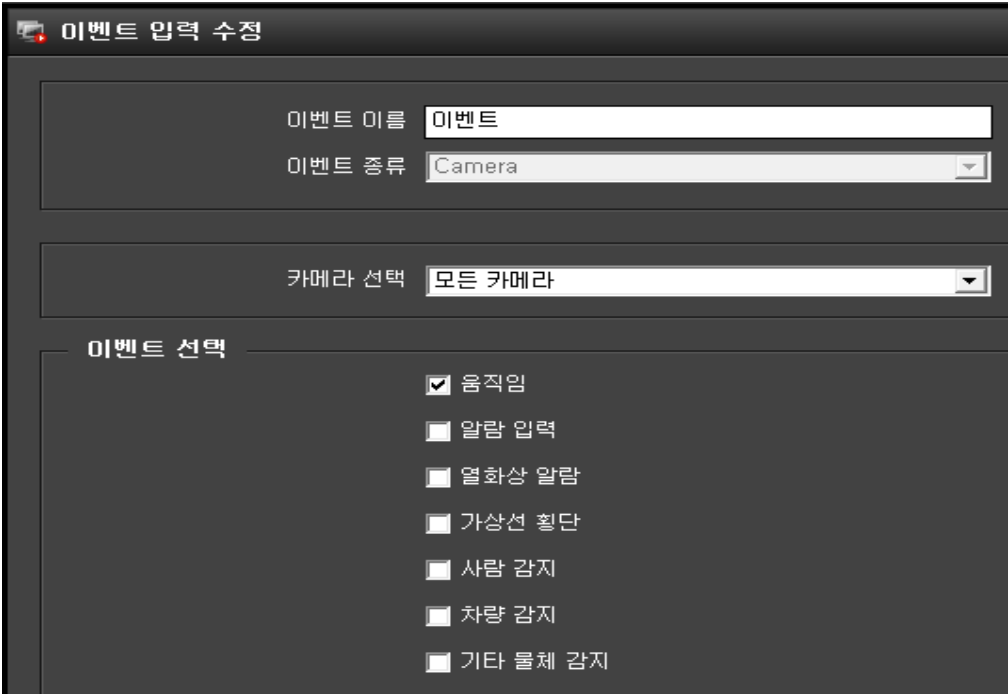 이벤트 입력 수정
이벤트 이름 이벤트
이벤트 종류 Camera
카메라 선택 모든 카메라
이벤트 선택
움직임
알람 입력
열화상 알람
가상선 횡단
사람 감지
차량 감지
기타 물체 감지